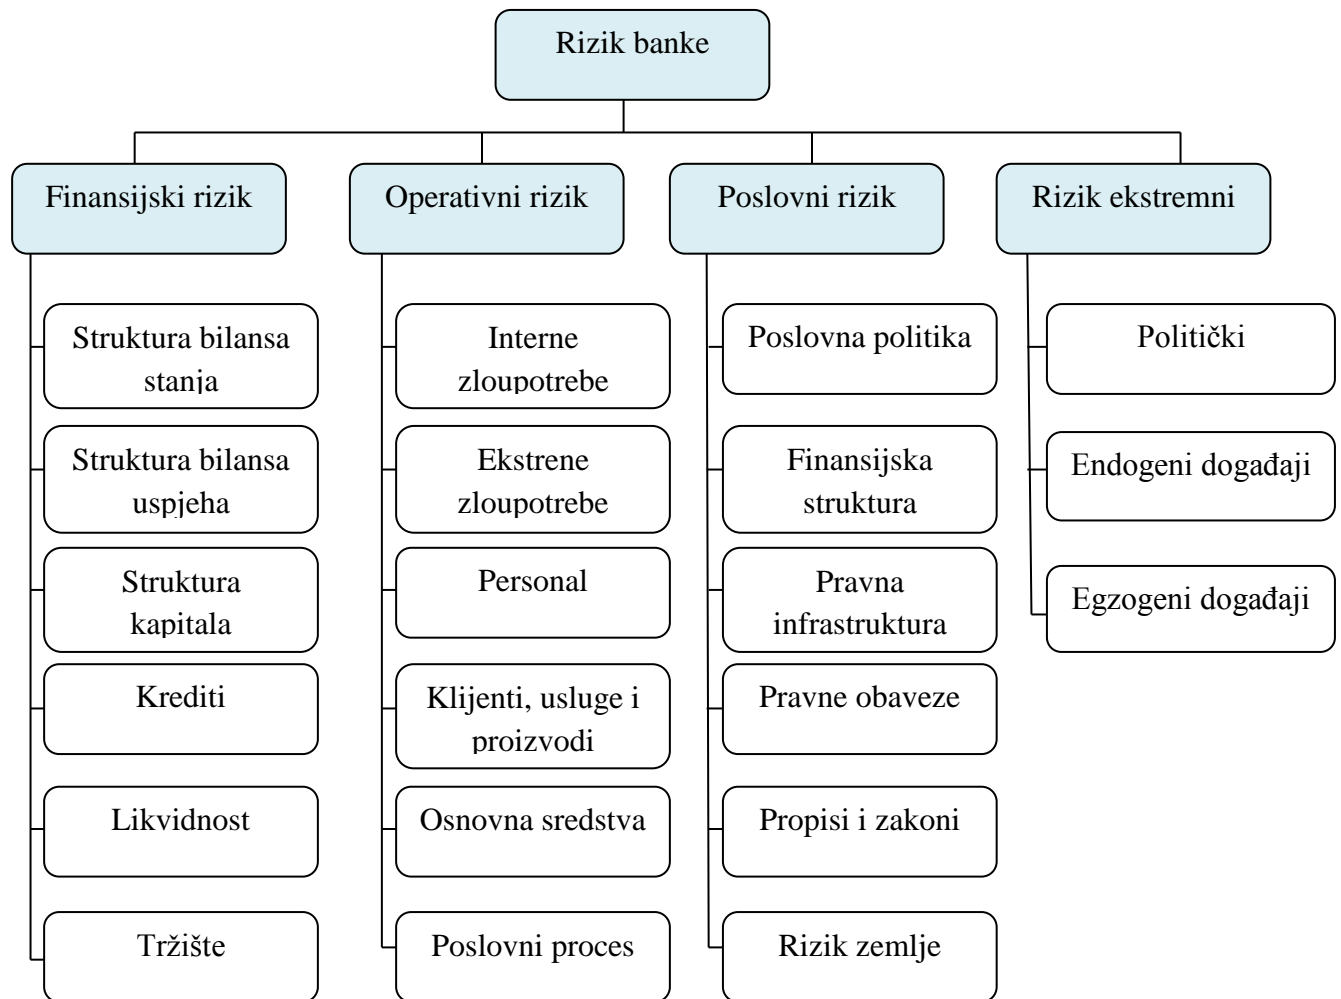 Rizik banke
Finansijski rizik
Operativni rizik
Poslovni rizik
Rizik ekstremni
Struktura bilansa
stanja
Struktura bilansa
uspjeha
Struktura
kapitala
Krediti
Likvidnost
Tržište
Interne
zloupotrebe
Ekstrene
zloupotrebe
Personal
Klijenti, usluge i
proizvodi
Osnovna sredstva
Poslovni proces
Poslovna politika
Finansijska
struktura
Pravna
infrastruktura
Pravne obaveze
Propisi i zakoni
Rizik zemlje
Politički
Endogeni događaji
Egzogeni događaji